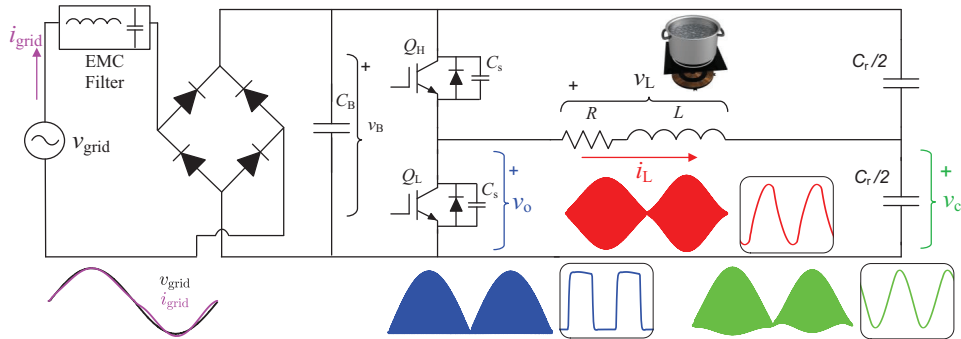 i_grid
EMC
Filter
v_grid
C_B
+
v_B
Q_H
C_s
Q_L
C_s
+
v_o
+
v_L
R
L
i_L
C_r/2
C_r/2
+
v_c
v_grid
i_grid